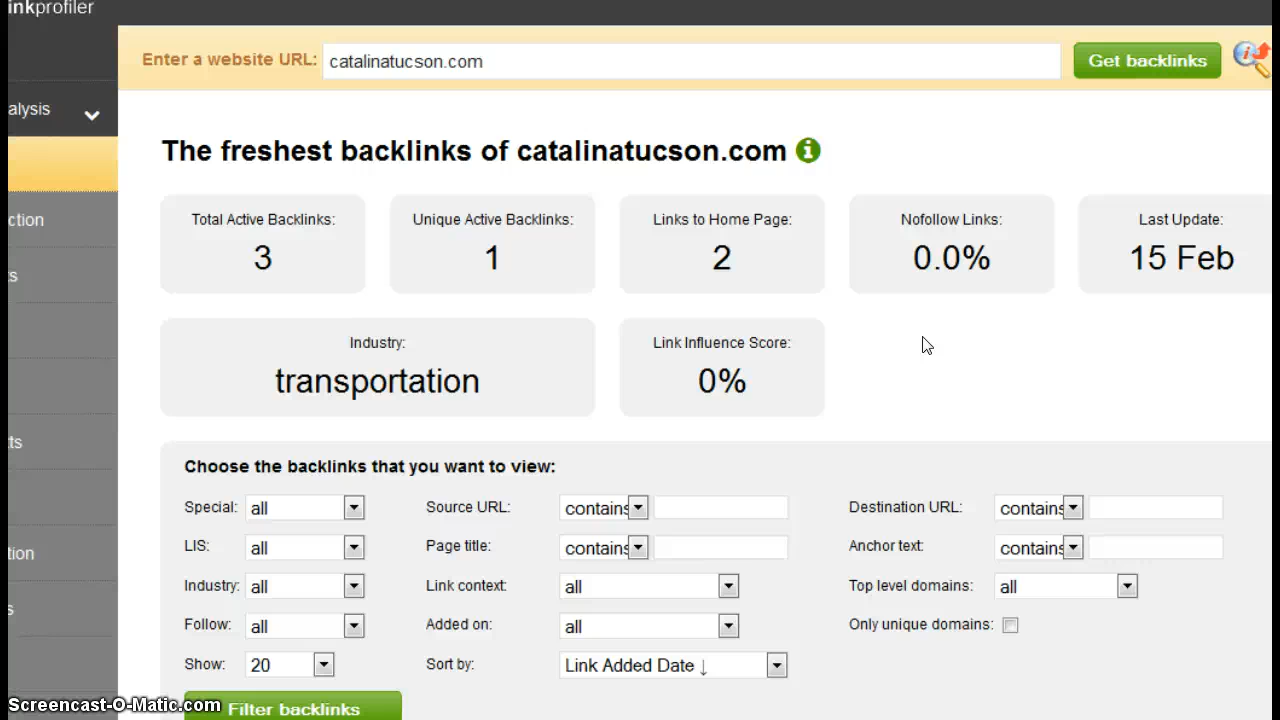 inkprofiler
Enter a website URL: catalinatucson.com Get backlinks
alysis
The freshest backlinks of catalinatucson.com
Total Active Backlinks: Unique Active Backlinks: Links to Home Page: Nofollow Links: Last Update:
3 1 2 0.0% 15 Feb
ction
s
Industry: Link Influence Score:
transportation 0%
ts
Choose the backlinks that you want to view:
Special: all Source URL: contains Destination URL: contains
LIS: all Page title: contains Anchor text: contains
tion
Industry: all Link context: all Top level domains: all
s
Follow: all Added on: all Only unique domains:
Show: 20 Sort by: Link Added Date ↓
Filter backlinks
Screencast-O-Matic.com